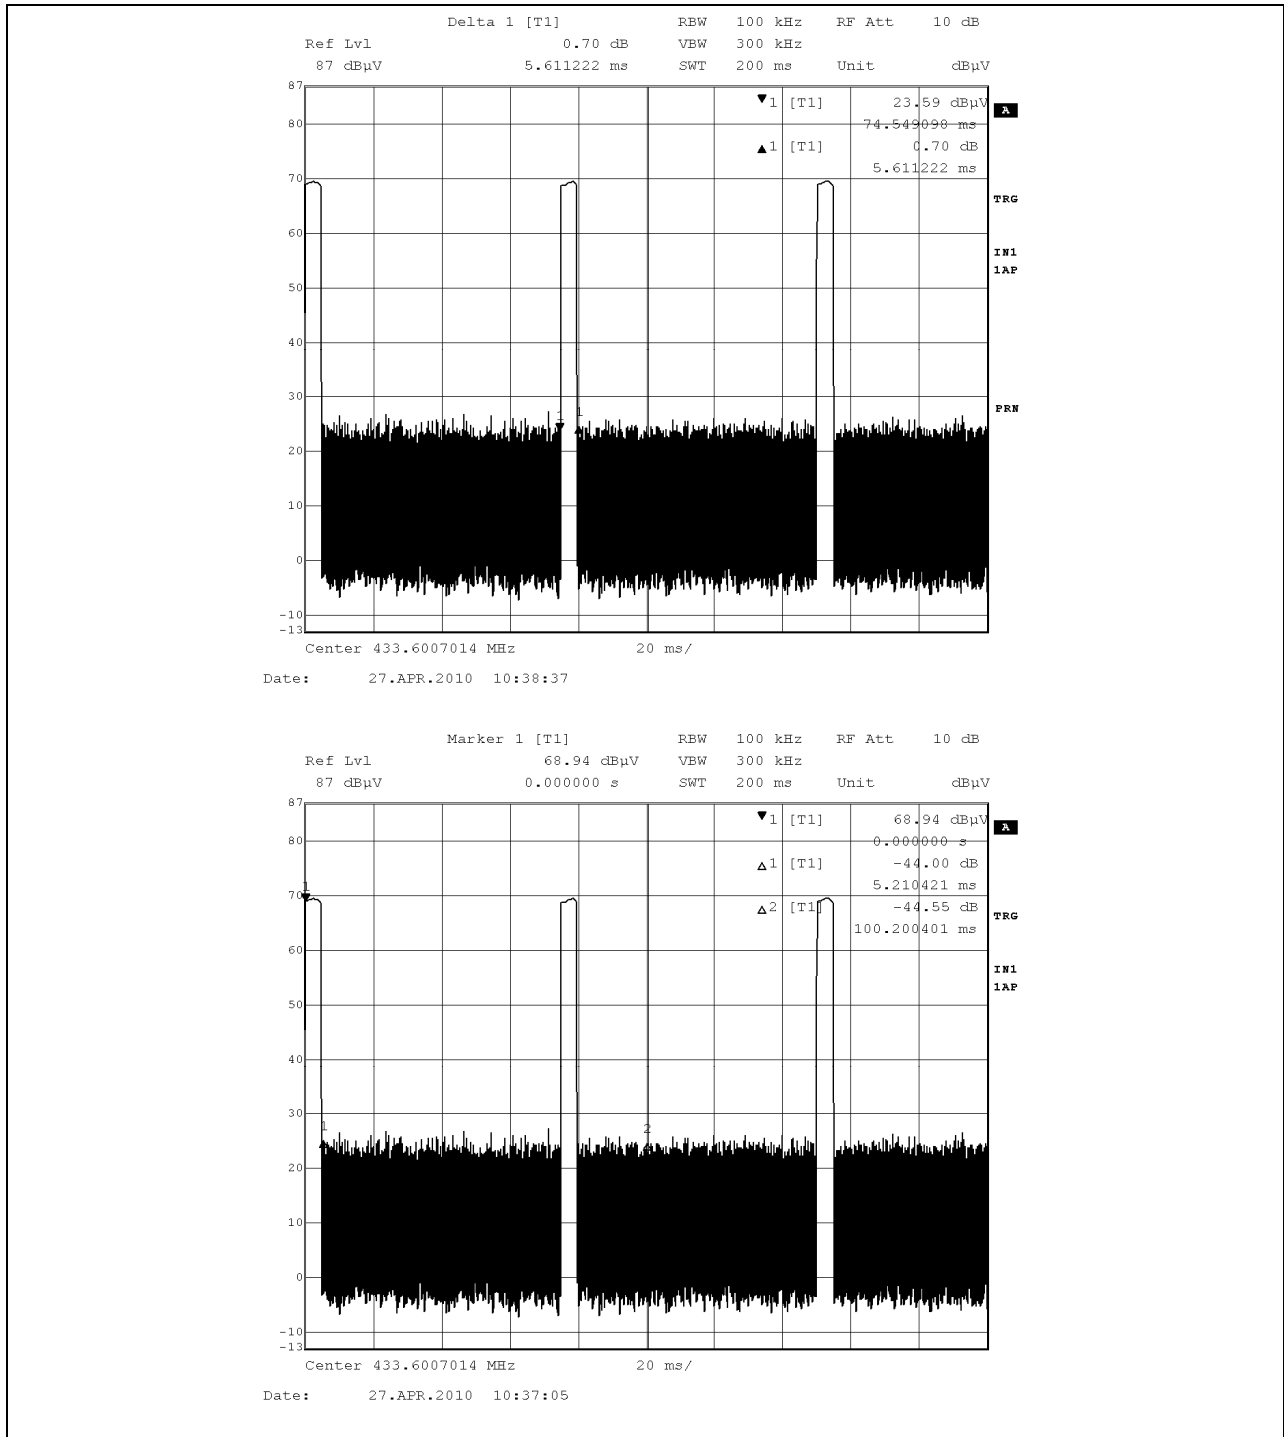 Delta 1 [T1] RBW 100 kHz RF Att 10 dB
Ref Lvl 0.70 dB VBW 300 kHz
87 dBµV 5.611222 ms SWT 200 ms Unit dBµV
87
1 [T1] 23.59 dBµV
A
80
74.549098 ms
1 [T1] 0.70 dB
5.611222 ms
70
TRG
60
IN1
1AP
50
40
30
PRN
1 1
20
10
0
-10
-13
Center 433.6007014 MHz 20 ms/
Date: 27.APR.2010 10:38:37
Marker 1 [T1] RBW 100 kHz RF Att 10 dB
Ref Lvl 68.94 dBµV VBW 300 kHz
87 dBµV 0.000000 s SWT 200 ms Unit dBµV
87
1 [T1] 68.94 dBµV
A
80
0.000000 s
1 [T1] -44.00 dB
5.210421 ms
1
70
2 [T1] -44.55 dB
TRG
100.200401 ms
60
IN1
1AP
50
40
30
1 2
20
10
0
-10
-13
Center 433.6007014 MHz 20 ms/
Date: 27.APR.2010 10:37:05